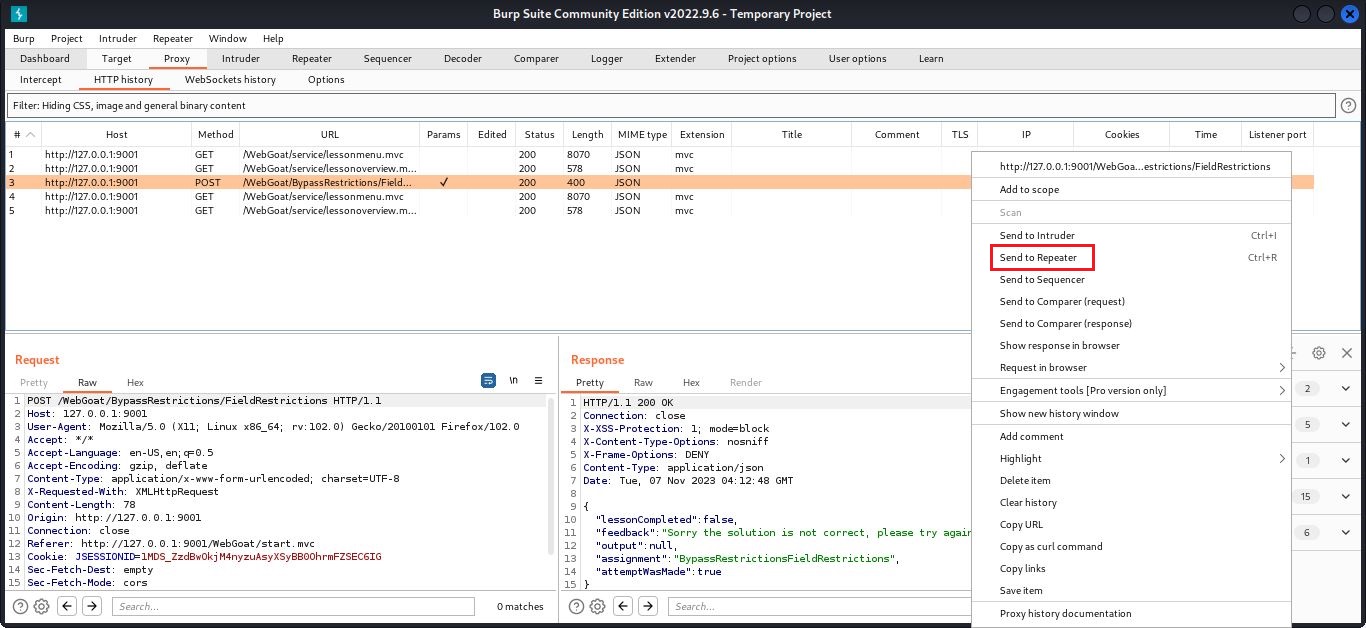 Burp Suite Community Edition v2022.9.6 - Temporary Project
Burp Project Intruder Repeater Window Help
Dashboard Target Proxy Intruder Repeater Sequencer Decoder Comparer Logger Extender Project options User options Learn
Intercept HTTP history WebSockets history Options
Filter: Hiding CSS, image and general binary content
# Host Method URL Params Edited Status Length MIME type Extension Title Comment TLS IP Cookies Time Listener port
1 http://127.0.0.1:9001 GET /WebGoat/service/lessonmenu.mvc 200 8070 JSON mvc
2 http://127.0.0.1:9001 GET /WebGoat/service/lessonoverview.m... 200 578 JSON mvc
3 http://127.0.0.1:9001 POST /WebGoat/BypassRestrictions/Field... ✓ 200 400 JSON
4 http://127.0.0.1:9001 GET /WebGoat/service/lessonmenu.mvc 200 8070 JSON mvc
5 http://127.0.0.1:9001 GET /WebGoat/service/lessonoverview.m... 200 578 JSON mvc
http://127.0.0.1:9001/WebGoa...estrictions/FieldRestrictions
Add to scope
Scan
Send to Intruder Ctrl+I
Send to Repeater Ctrl+R
Send to Sequencer
Send to Comparer (request)
Send to Comparer (response)
Show response in browser
Request in browser
Engagement tools [Pro version only]
Show new history window
Add comment
Highlight
Delete item
Clear history
Copy URL
Copy as curl command
Copy links
Save item
Proxy history documentation
Request
Pretty Raw Hex
\n
1 POST /WebGoat/BypassRestrictions/FieldRestrictions HTTP/1.1
2 Host: 127.0.0.1:9001
3 User-Agent: Mozilla/5.0 (X11; Linux x86_64; rv:102.0) Gecko/20100101 Firefox/102.0
4 Accept: */*
5 Accept-Language: en-US,en;q=0.5
6 Accept-Encoding: gzip, deflate
7 Content-Type: application/x-www-form-urlencoded; charset=UTF-8
8 X-Requested-With: XMLHttpRequest
9 Content-Length: 78
10 Origin: http://127.0.0.1:9001
11 Connection: close
12 Referer: http://127.0.0.1:9001/WebGoat/start.mvc
13 Cookie: JSESSIONID=1MDS_ZzdBwOkjM4nyzuAsyXSyBB0OhrmFZSEC6IG
14 Sec-Fetch-Dest: empty
15 Sec-Fetch-Mode: cors
Search... 0 matches
Response
Pretty Raw Hex Render
1 HTTP/1.1 200 OK
2 Connection: close
3 X-XSS-Protection: 1; mode=block
4 X-Content-Type-Options: nosniff
5 X-Frame-Options: DENY
6 Content-Type: application/json
7 Date: Tue, 07 Nov 2023 04:12:48 GMT
8
9 {
10 "lessonCompleted":false,
11 "feedback":"Sorry the solution is not correct, please try again
12 "output":null,
13 "assignment":"BypassRestrictionsFieldRestrictions",
14 "attemptWasMade":true
15 }
Search...
2
5
1
15
6